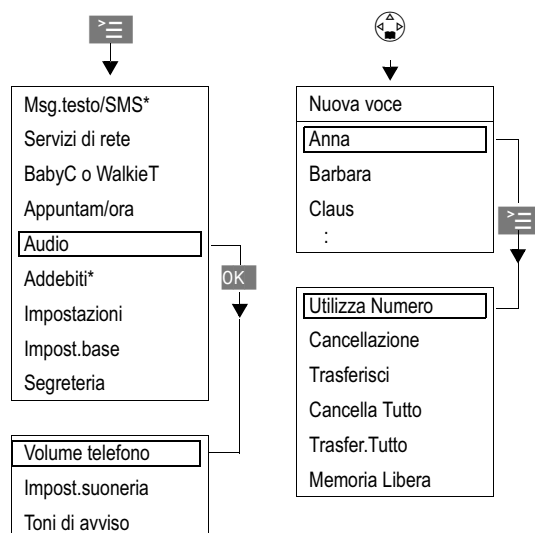 Msg.testo/SMS*
Servizi di rete
BabyC o WalkieT
Appuntam/ora
Audio
Addebiti*
Impostazioni
Impost.base
Segreteria
OK
Volume telefono
Impost.suoneria
Toni di avviso
Nuova voce
Anna
Barbara
Claus
:
Utilizza Numero
Cancellazione
Trasferisci
Cancella Tutto
Trasfer.Tutto
Memoria Libera